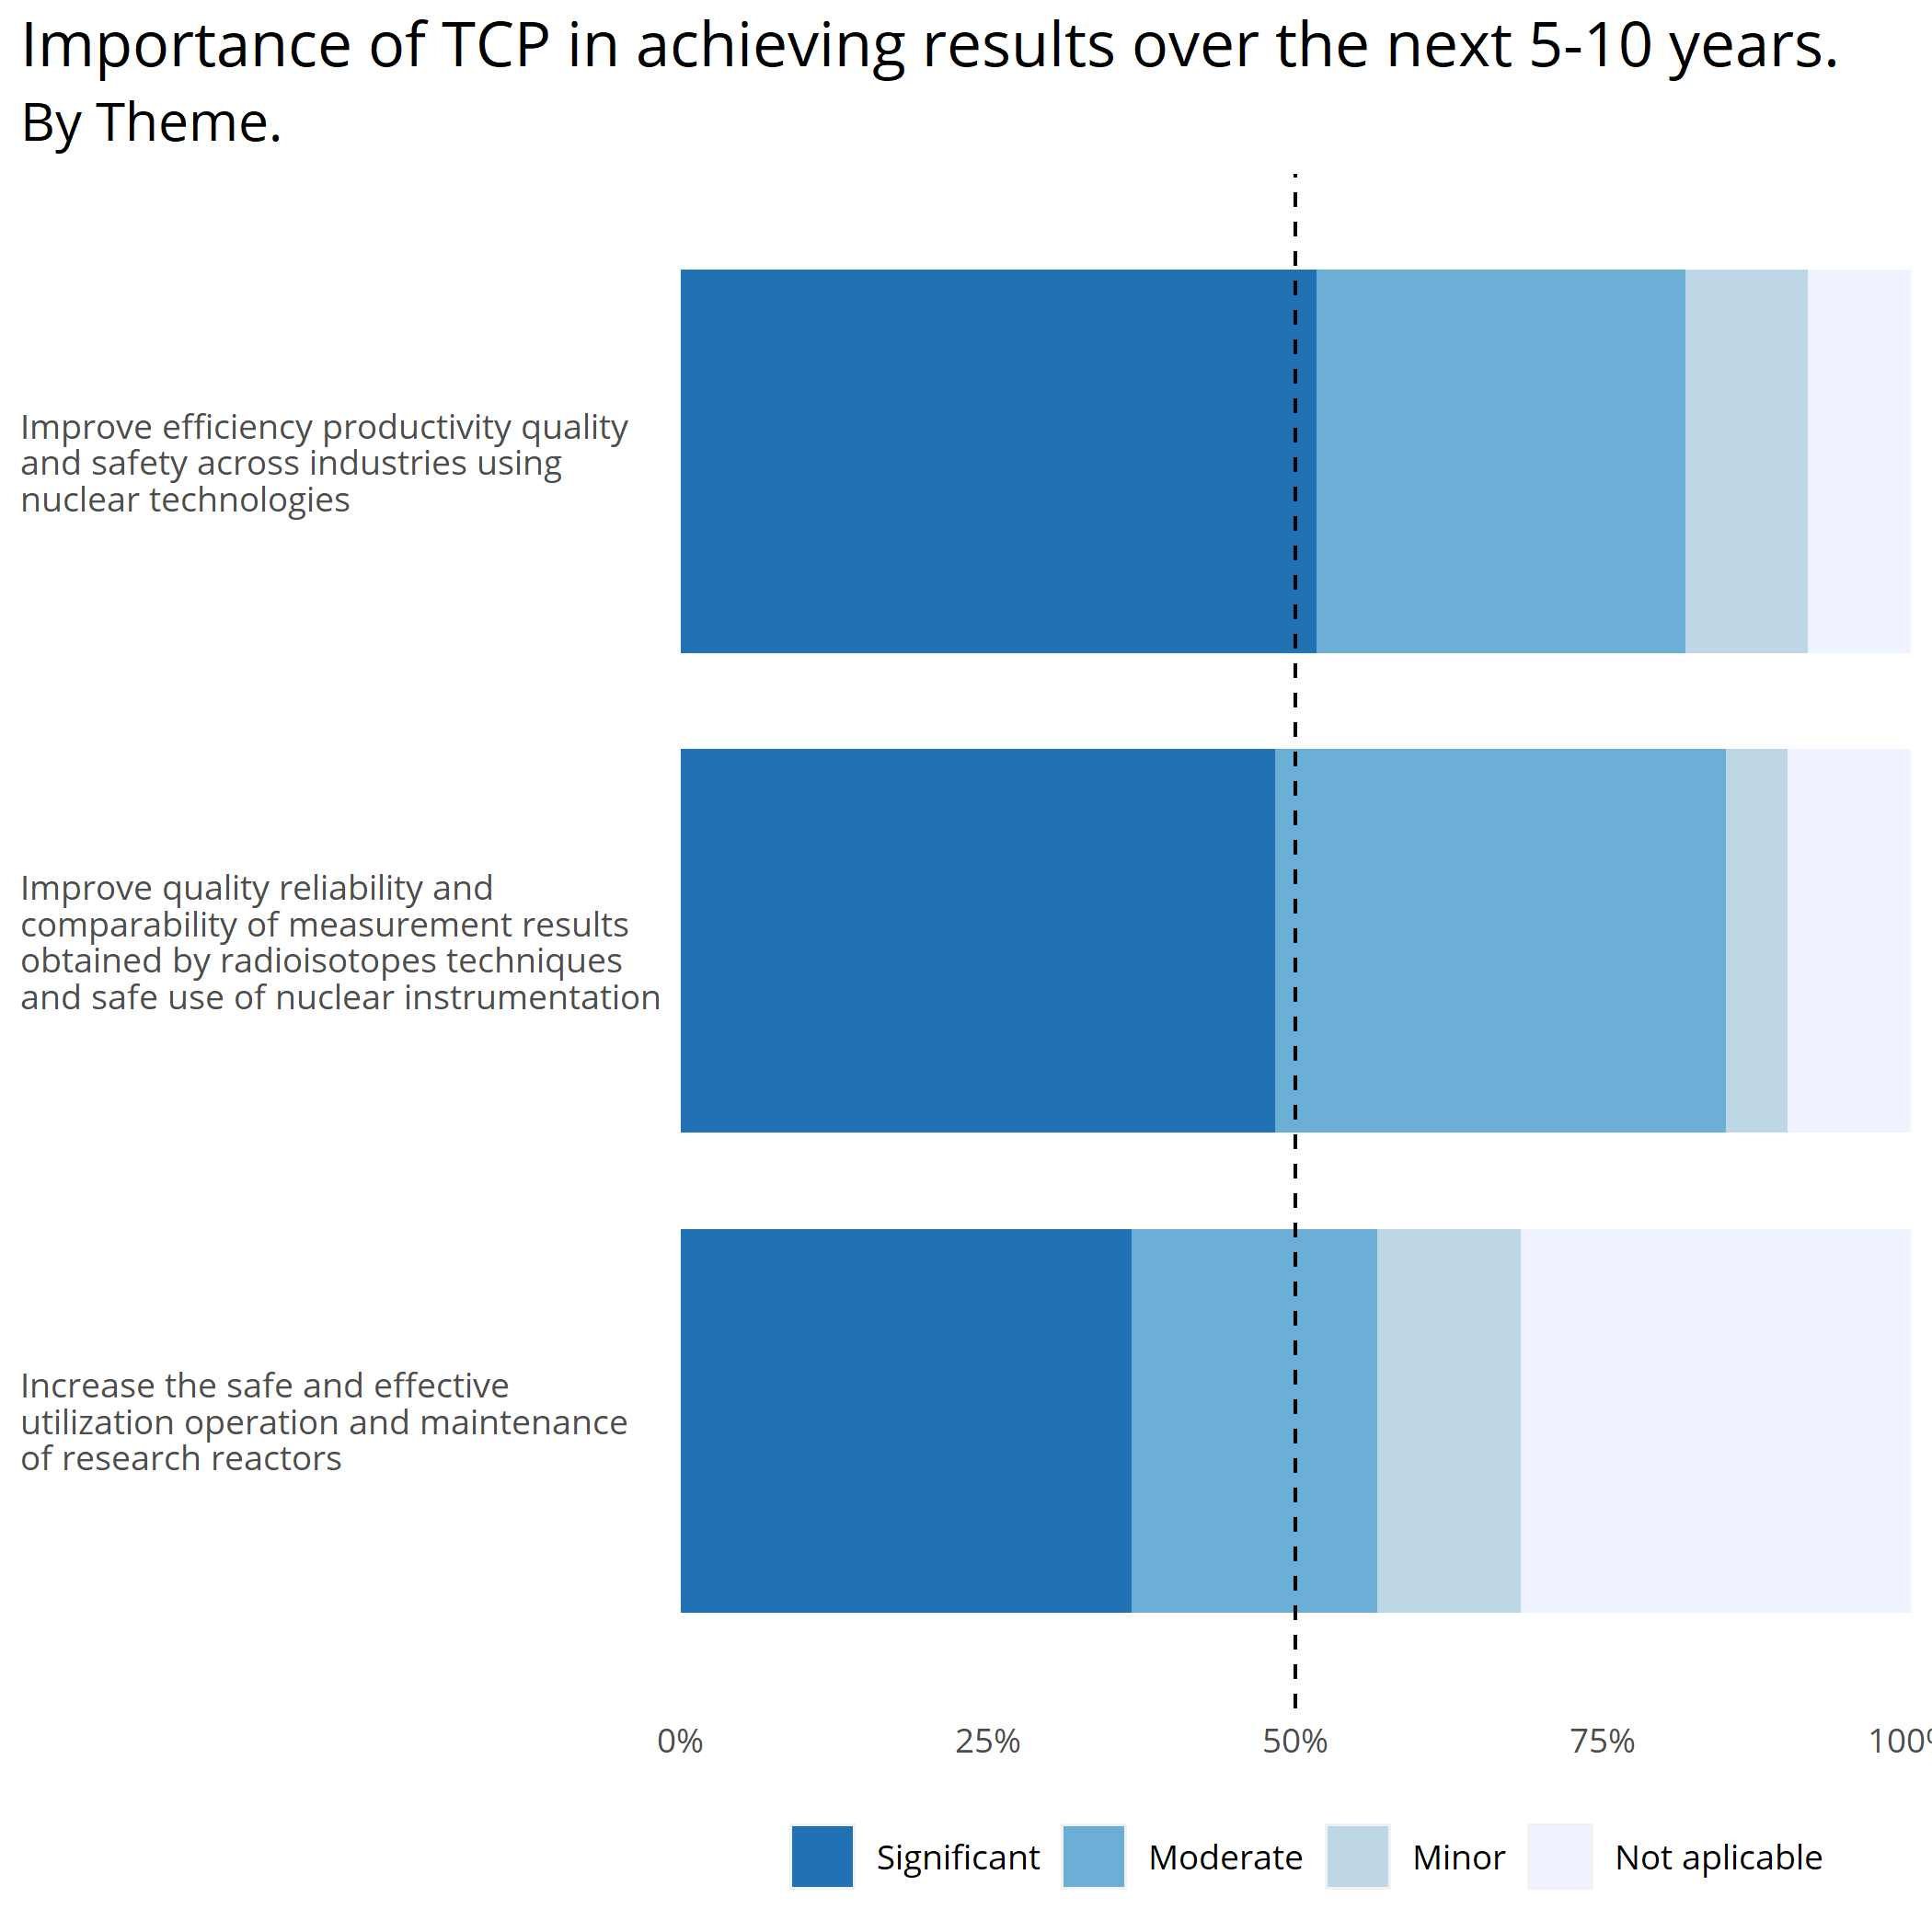 Importance of TCP in achieving results over the next 5-10 years.
By Theme.
Improve efficiency productivity quality
and safety across industries using
nuclear technologies
Improve quality reliability and
comparability of measurement results
obtained by radioisotopes techniques
and safe use of nuclear instrumentation
Increase the safe and effective
utilization operation and maintenance
of research reactors
0% 25% 50% 75% 100%
Significant Moderate Minor Not aplicable